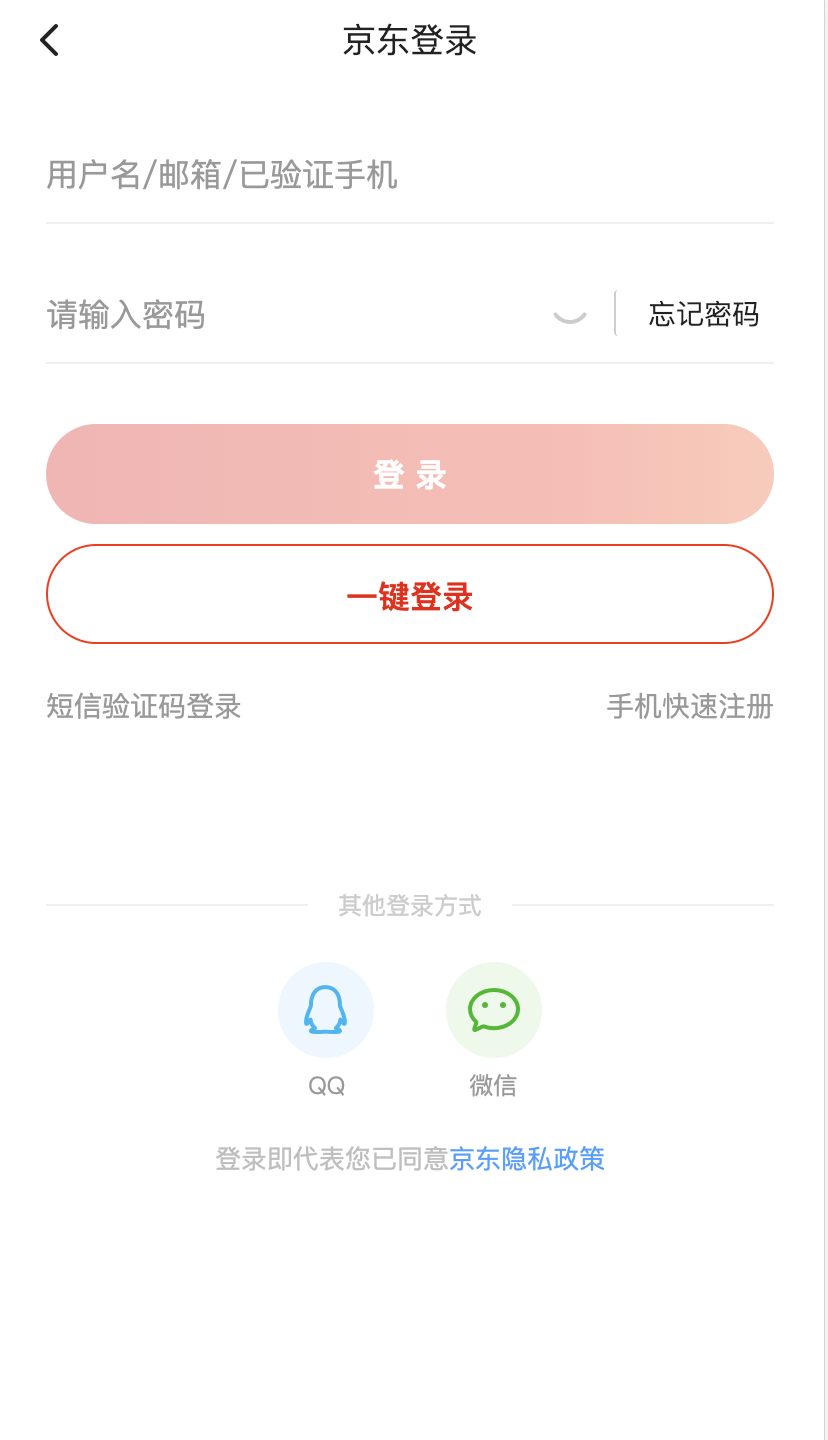 京东登录
用户名/邮箱/已验证手机
请输入密码 忘记密码
登 录
一键登录
短信验证码登录 手机快速注册
其他登录方式
QQ 微信
登录即代表您已同意京东隐私政策